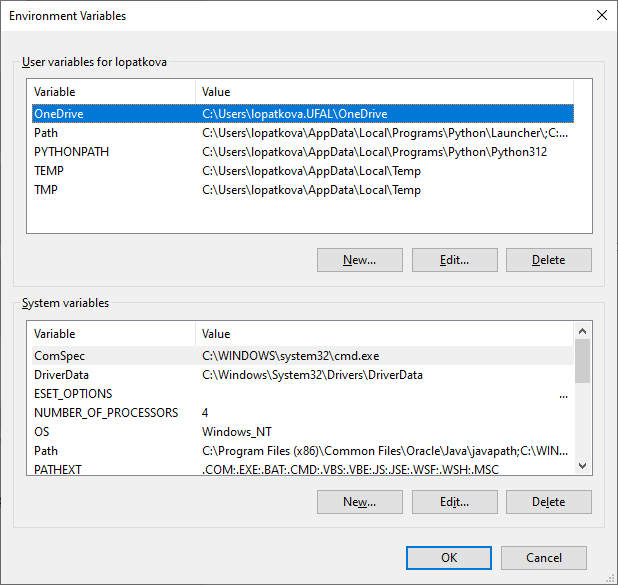 Environment Variables
User variables for lopatkova
Variable Value
OneDrive C:\Users\lopatkova.UFAL\OneDrive
Path C:\Users\lopatkova\AppData\Local\Programs\Python\Launcher\;C:...
PYTHONPATH C:\Users\lopatkova\AppData\Local\Programs\Python\Python312
TEMP C:\Users\lopatkova\AppData\Local\Temp
TMP C:\Users\lopatkova\AppData\Local\Temp
New... Edit... Delete
System variables
Variable Value
ComSpec C:\WINDOWS\system32\cmd.exe
DriverData C:\Windows\System32\Drivers\DriverData
ESET_OPTIONS ...
NUMBER_OF_PROCESSORS 4
OS Windows_NT
Path C:\Program Files (x86)\Common Files\Oracle\Java\javapath;C:\WIN...
PATHEXT .COM;.EXE;.BAT;.CMD;.VBS;.VBE;.JS;.JSE;.WSF;.WSH;.MSC
New... Edit... Delete
OK Cancel